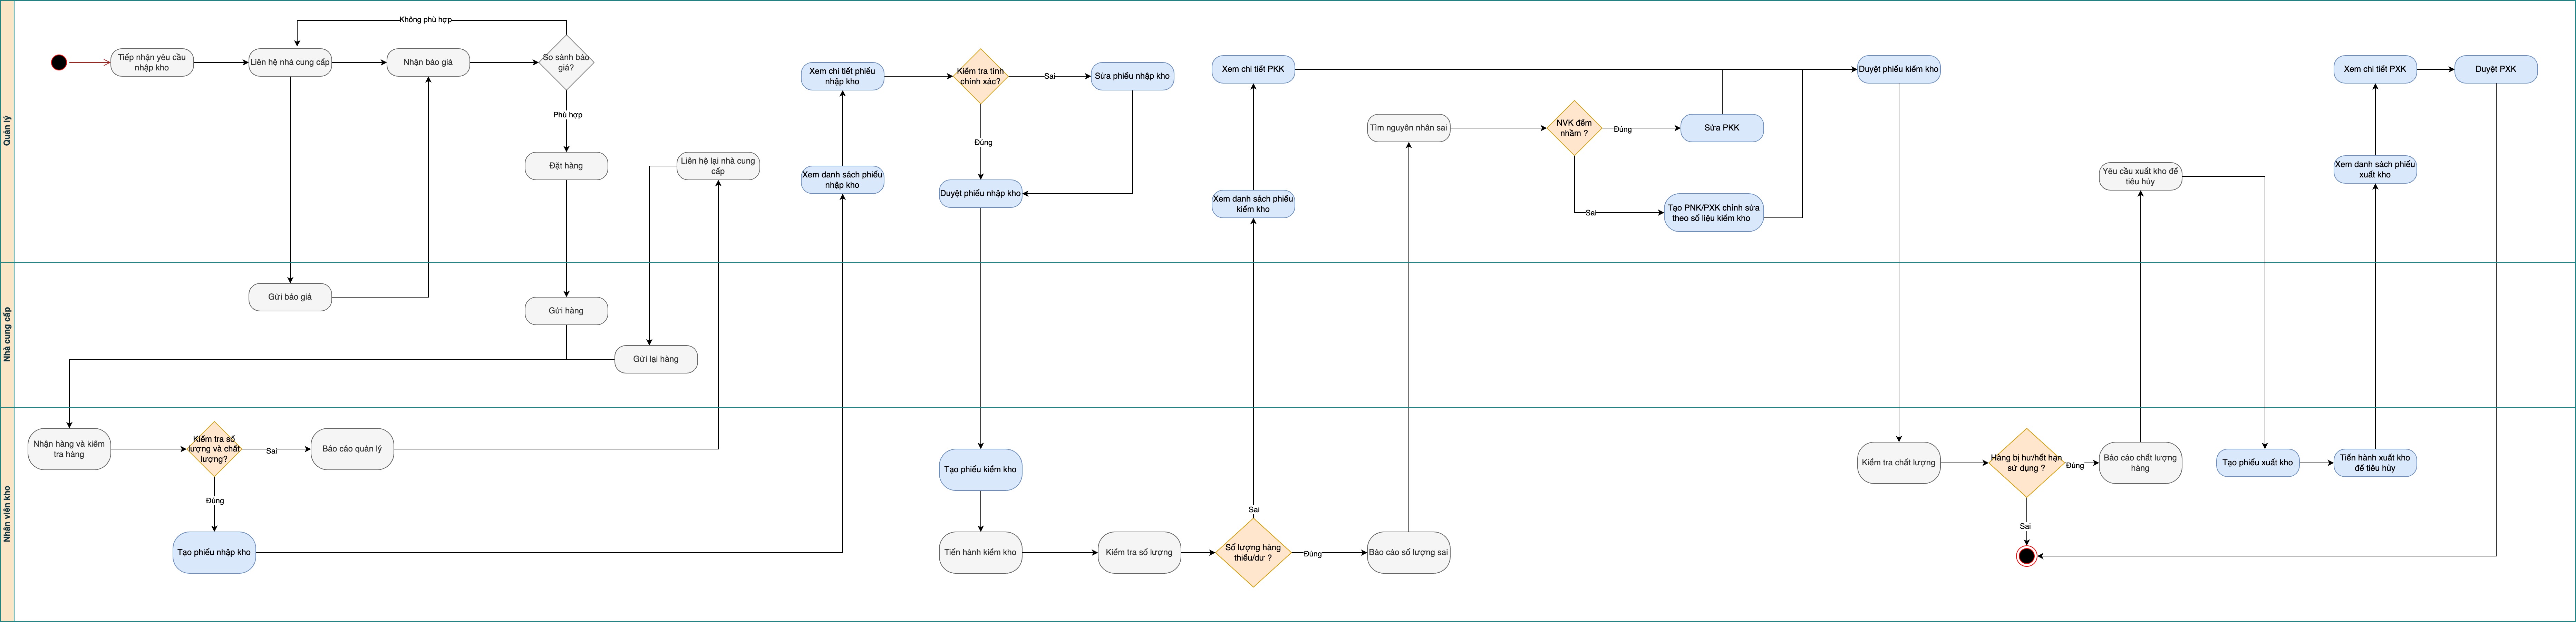 Quản lý
Không phù hợp
Tiếp nhận yêu cầu
nhập kho
Liên hệ nhà cung cấp
Nhận báo giá
So sánh báo
giá?
Phù hợp
Đặt hàng
Liên hệ lại nhà cung
cấp
Xem chi tiết phiếu
nhập kho
Xem danh sách phiếu
nhập kho
Kiểm tra tính
chính xác?
Sai
Sửa phiếu nhập kho
Đúng
Duyệt phiếu nhập kho
Xem chi tiết PKK
Xem danh sách phiếu
kiểm kho
Tìm nguyên nhân sai
NVK đếm
nhầm ?
Đúng
Sửa PKK
Sai
Tạo PNK/PXK chỉnh sửa
theo số liệu kiểm kho
Duyệt phiếu kiểm kho
Yêu cầu xuất kho để
tiêu hủy
Xem chi tiết PXK
Duyệt PXK
Xem danh sách phiếu
xuất kho
Nhà cung cấp
Gửi báo giá
Gửi hàng
Gửi lại hàng
Nhân viên kho
Nhận hàng và kiểm
tra hàng
Kiểm tra số
lượng và chất
lượng?
Sai
Báo cáo quản lý
Đúng
Tạo phiếu nhập kho
Tạo phiếu kiểm kho
Tiến hành kiểm kho
Kiểm tra số lượng
Sai
Số lượng hàng
thiếu/dư ?
Đúng
Báo cáo số lượng sai
Kiểm tra chất lượng
Hàng bị hư/hết hạn
sử dụng ?
Đúng
Báo cáo chất lượng
hàng
Sai
Tạo phiếu xuất kho
Tiến hành xuất kho
để tiêu hủy